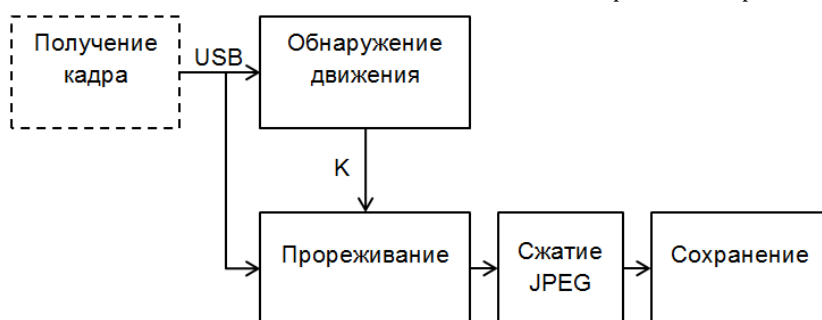 Получение
кадра
USB
Обнаружение
движения
K
Прореживание
Сжатие
JPEG
Сохранение